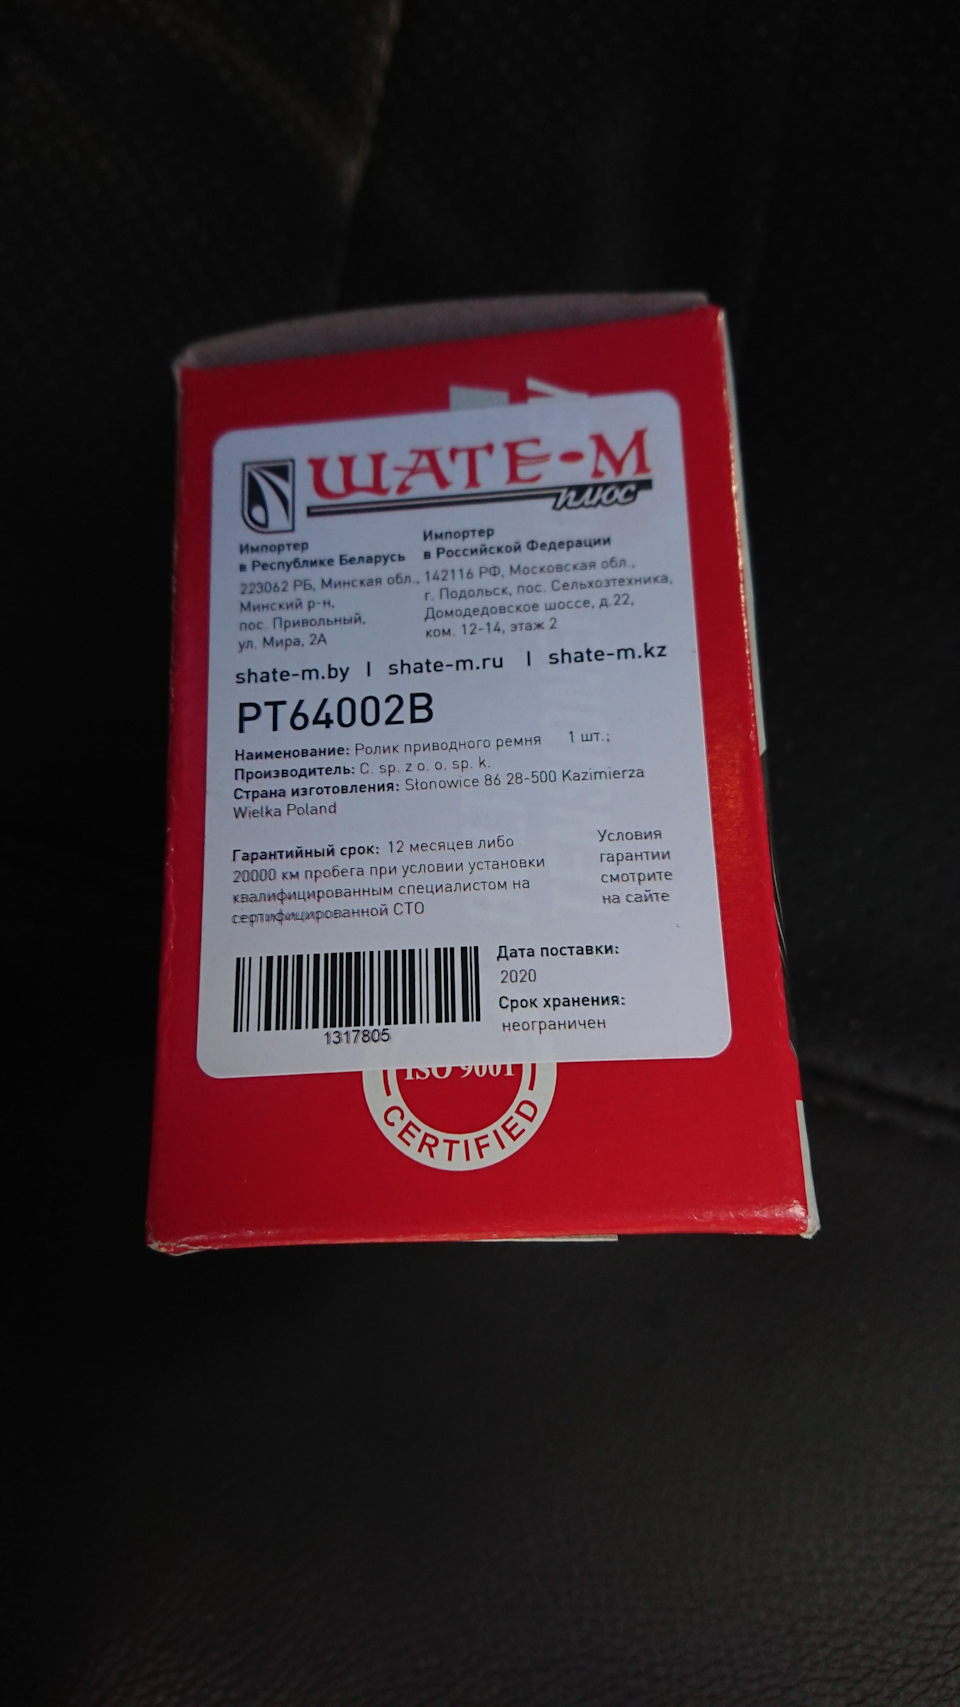 ШАТЕ-М
плюс
Импортер
в Республике Беларусь
223062 РБ, Минская обл.,
Минский р-н,
пос. Привольный,
ул. Мира, 2А
Импортер
в Российской Федерации
142116 РФ, Московская обл.,
г. Подольск, пос. Сельхозтехника,
Домодедовское шоссе, д.22,
ком. 12-14, этаж 2
shate-m.by | shate-m.ru | shate-m.kz
PT64002B
Наименование: Ролик приводного ремня 1 шт.;
Производитель: C. sp. z o. o. sp. k.
Страна изготовления: Słonowice 86 28-500 Kazimierza
Wielka Poland
Гарантийный срок: 12 месяцев либо
20000 км пробега при условии установки
квалифицированным специалистом на
сертифицированной СТО
Условия
гарантии
смотрите
на сайте
1317805
Дата поставки:
2020
Срок хранения:
неограничен
ISO 9001
CERTIFIED